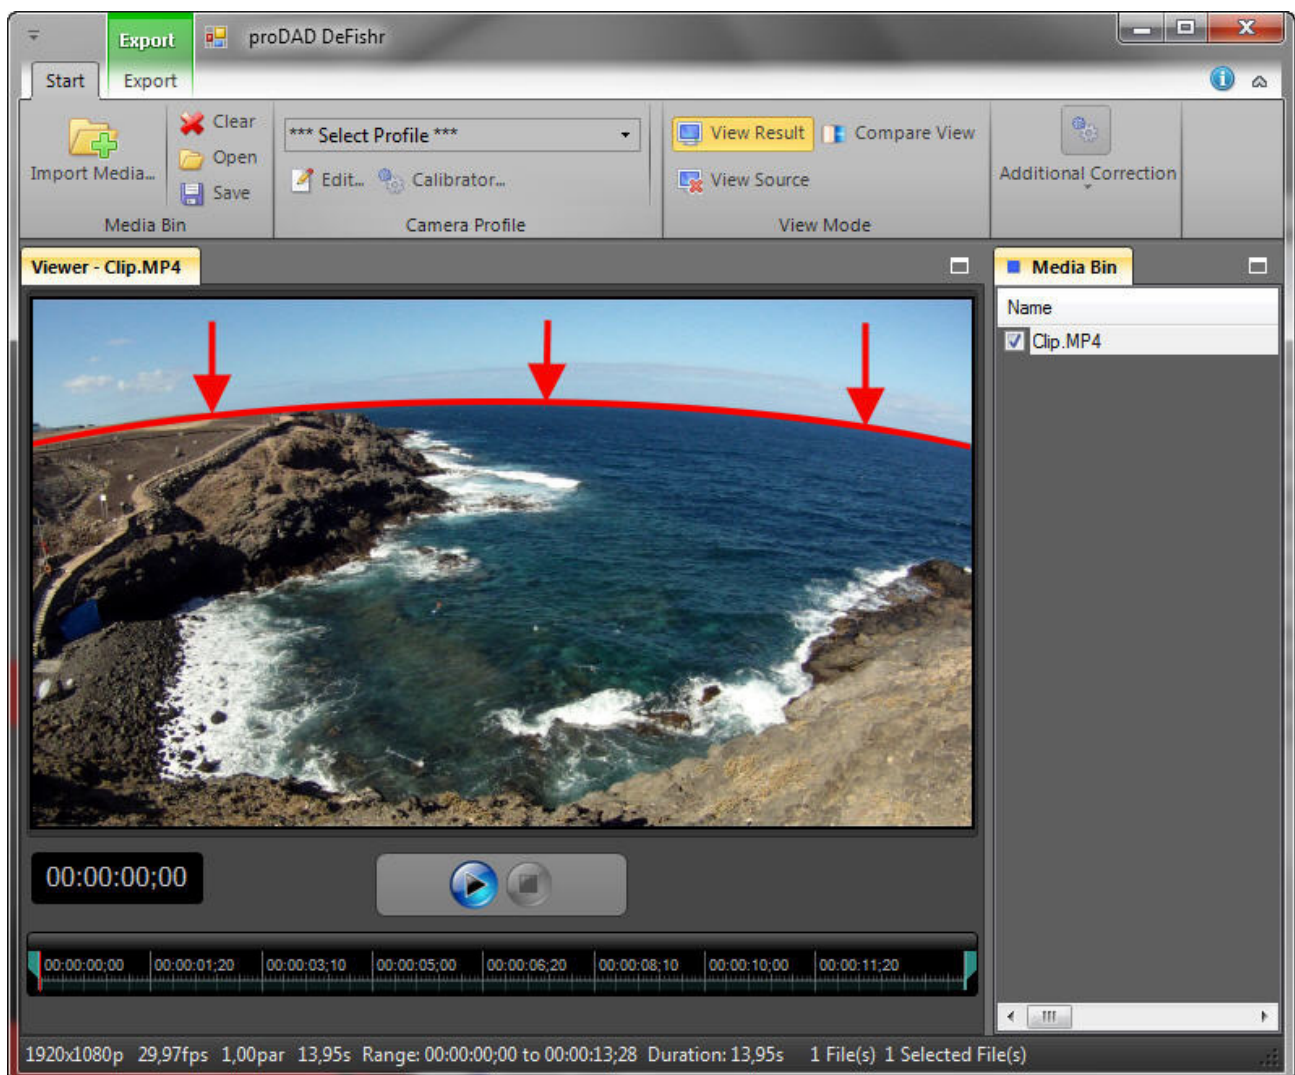 Export proDAD DeFishr
Start Export
Import Media...
Clear
Open
Save
Media Bin
*** Select Profile ***
Edit... Calibrator...
Camera Profile
View Result Compare View
View Source
View Mode
Additional Correction
Viewer - Clip.MP4
Media Bin
Name
Clip.MP4
00:00:00;00
00:00:00;00 00:00:01;20 00:00:03;10 00:00:05;00 00:00:06;20 00:00:08;10 00:00:10;00 00:00:11;20
1920x1080p 29,97fps 1,00par 13,95s Range: 00:00:00;00 to 00:00:13;28 Duration: 13,95s 1 File(s) 1 Selected File(s)